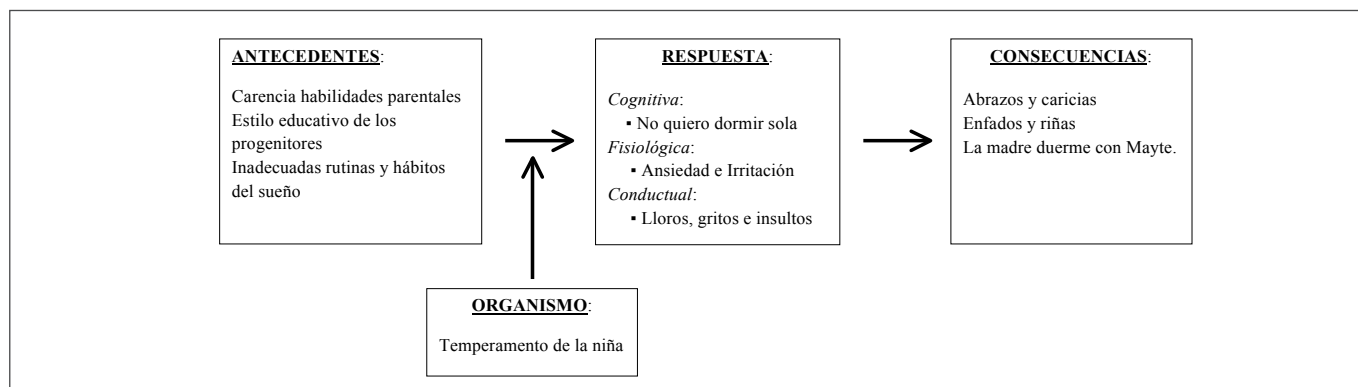 ANTECEDENTES:
Carencia habilidades parentales
Estilo educativo de los
progenitores
Inadecuadas rutinas y hábitos
del sueño
RESPUESTA:
Cognitiva:
▪ No quiero dormir sola
Fisiológica:
▪ Ansiedad e Irritación
Conductual:
▪ Lloros, gritos e insultos
CONSECUENCIAS:
Abrazos y caricias
Enfados y riñas
La madre duerme con Mayte.
ORGANISMO:
Temperamento de la niña